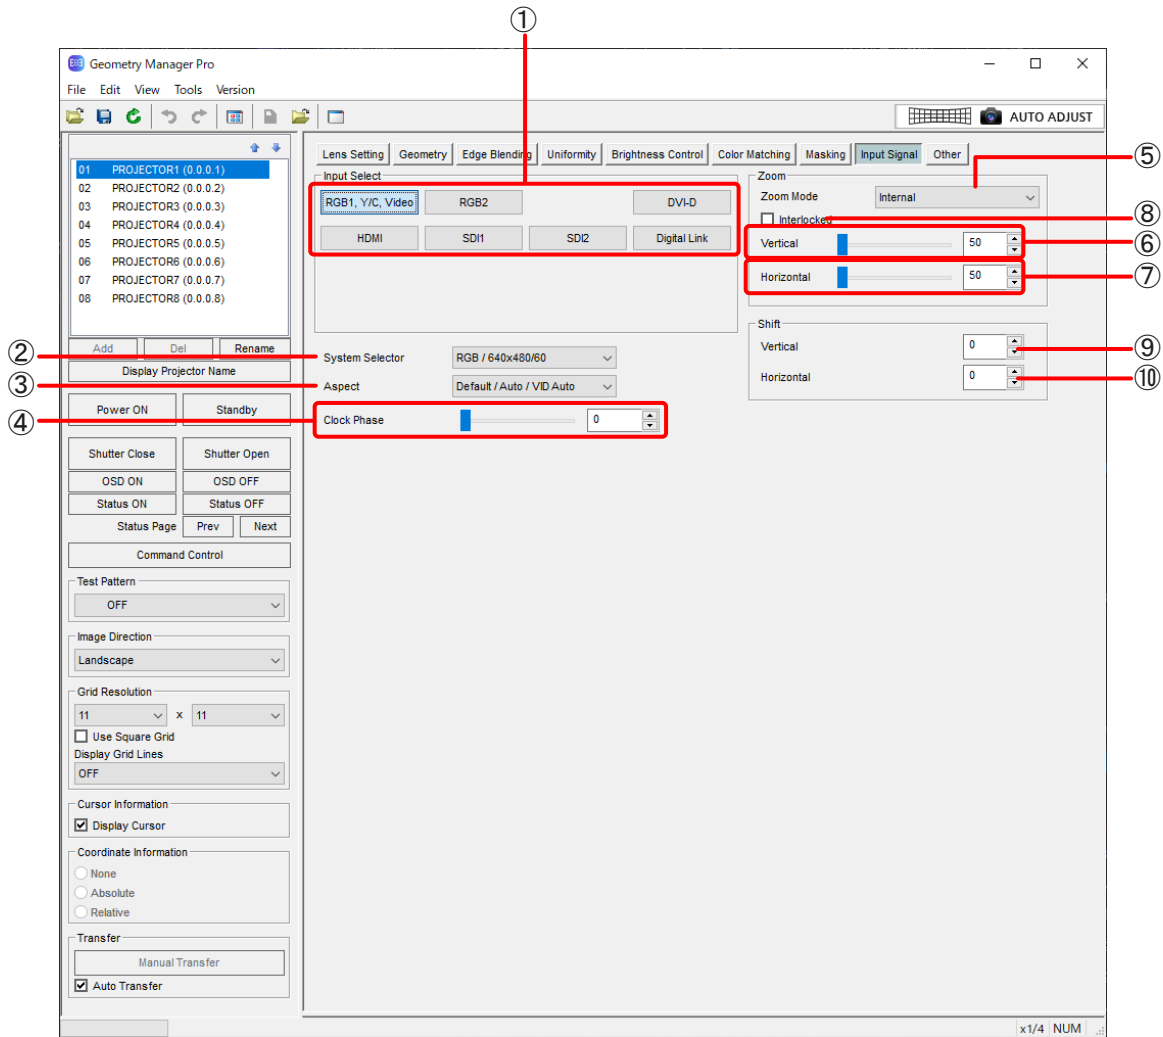 ①
Geometry Manager Pro
File Edit View Tools Version
AUTO ADJUST
01 PROJECTOR1 (0.0.0.1)
02 PROJECTOR2 (0.0.0.2)
03 PROJECTOR3 (0.0.0.3)
04 PROJECTOR4 (0.0.0.4)
05 PROJECTOR5 (0.0.0.5)
06 PROJECTOR6 (0.0.0.6)
07 PROJECTOR7 (0.0.0.7)
08 PROJECTOR8 (0.0.0.8)
Add Del Rename
Display Projector Name
Power ON Standby
Shutter Close Shutter Open
OSD ON OSD OFF
Status ON Status OFF
Status Page Prev Next
Command Control
Test Pattern
OFF
Image Direction
Landscape
Grid Resolution
11 x 11
Use Square Grid
Display Grid Lines
OFF
Cursor Information
Display Cursor
Coordinate Information
None
Absolute
Relative
Transfer
Manual Transfer
Auto Transfer
Lens Setting Geometry Edge Blending Uniformity Brightness Control Color Matching Masking Input Signal Other
Input Select
RGB1, Y/C, Video RGB2 DVI-D
HDMI SDI1 SDI2 Digital Link
② System Selector RGB / 640x480/60
③ Aspect Default / Auto / VID Auto
④ Clock Phase 0
Zoom
Zoom Mode Internal ⑤
Interlocked ⑧
Vertical 50 ⑥
Horizontal 50 ⑦
Shift
Vertical 0 ⑨
Horizontal 0 ⑩
x1/4 NUM